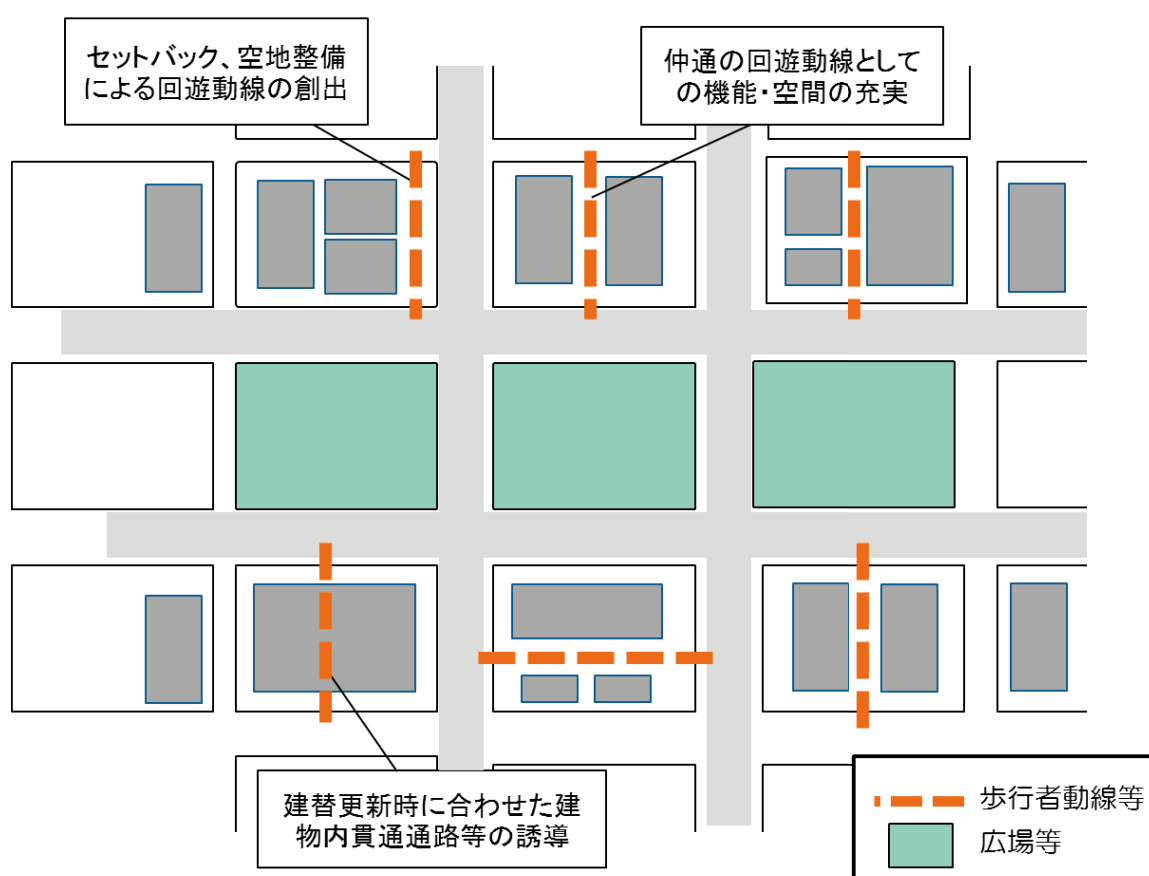 セットバック、空地整備
による回遊動線の創出
仲通の回遊動線として
の機能・空間の充実
建替更新時に合わせた建
物内貫通通路等の誘導
歩行者動線等
広場等